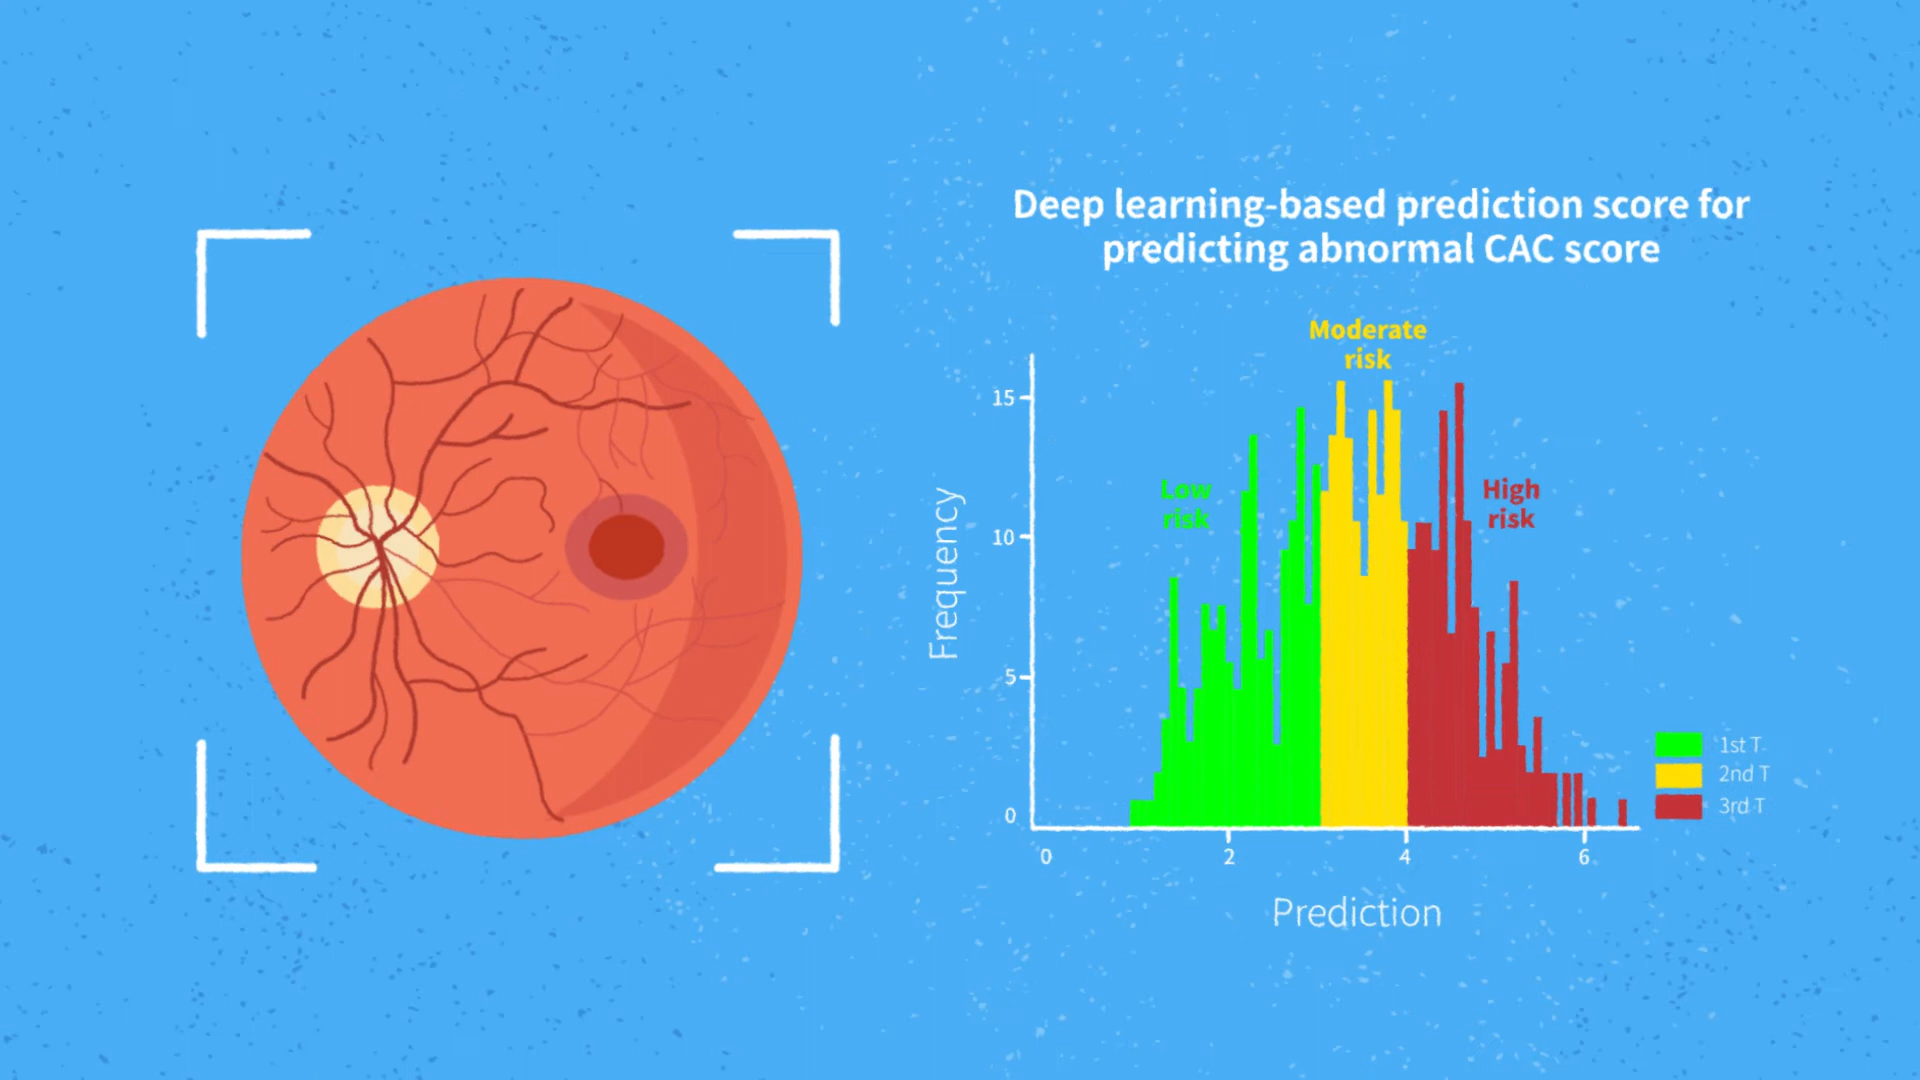 Deep learning-based prediction score for
predicting abnormal CAC score
Moderate
risk
Low
risk
High
risk
Frequency
15
10
5
0
0
2
4
6
Prediction
1st T
2nd T
3rd T